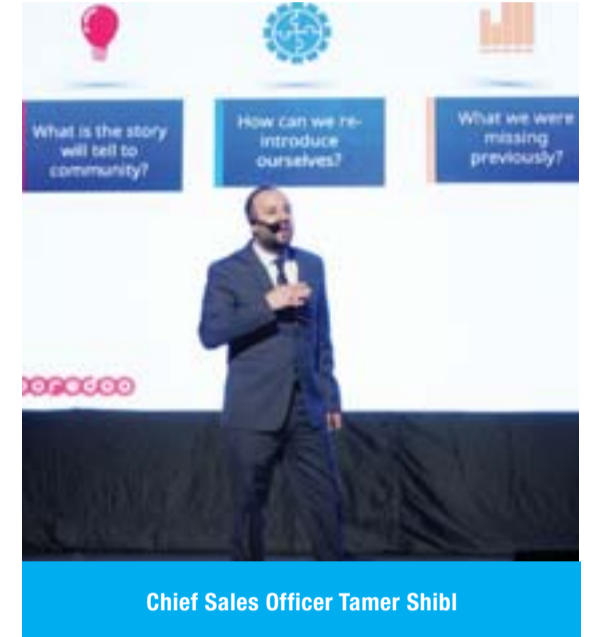 What is the story
will tell to
community?
How can we re-
introduce
ourselves?
What we were
missing
previously?
ooredoo
Chief Sales Officer Tamer Shibl